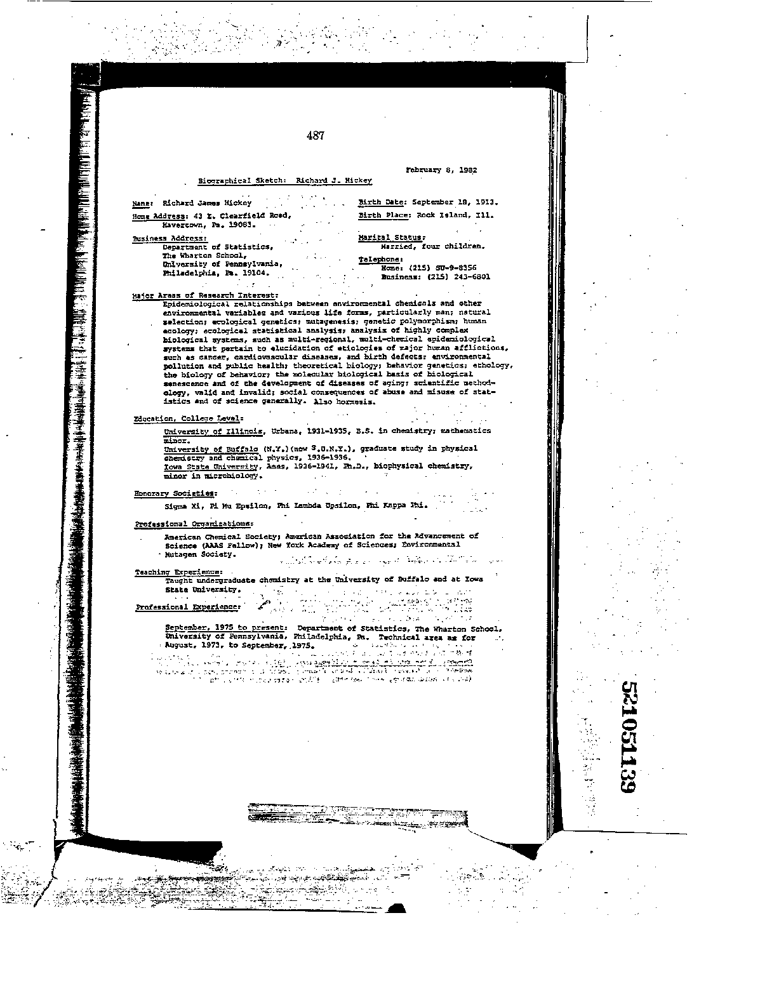 487
February 8, 1982
Biographical Sketch: Richard J. Hickey
Name: Richard James Hickey
Birth Date: September 18, 1913.
Home Address: 43 E. Clearfield Road,
Havertown, Pa. 19083.
Birth Place: Rock Island, Ill.
Business Address:
Department of Statistics,
The Wharton School,
University of Pennsylvania,
Philadelphia, Pa. 19104.
Marital Status:
Married, four children.
Telephone:
Home: (215) SU-9-8356
Business: (215) 243-6801
Major Areas of Research Interest:
Epidemiological relationships between environmental chemicals and other
environmental variables and various life forms, particularly man; natural
selection; ecological genetics; mutagenesis; genetic polymorphism; human
ecology; ecological statistical analysis; analysis of highly complex
biological systems, such as multi-regional, multi-chemical epidemiological
systems that pertain to elucidation of etiologies of major human afflictions,
such as cancer, cardiovascular diseases, and birth defects; environmental
pollution and public health; theoretical biology; behavior genetics; ethology,
the biology of behavior; the molecular biological basis of biological
senescence and of the development of diseases of aging; scientific method-
ology, valid and invalid; social consequences of abuse and misuse of stat-
istics and of science generally. Also hormesis.
Education, College Level:
University of Illinois, Urbana, 1931-1935, B.S. in chemistry; mathematics
minor.
University of Buffalo (N.Y.)(now S.U.N.Y.), graduate study in physical
chemistry and chemical physics, 1936-1936.
Iowa State University, Ames, 1936-1941, Ph.D., biophysical chemistry,
minor in microbiology.
Honorary Societies:
Sigma Xi, Pi Mu Epsilon, Phi Lambda Upsilon, Phi Kappa Phi.
Professional Organizations:
American Chemical Society; American Association for the Advancement of
Science (AAAS Fellow); New York Academy of Sciences; Environmental
Mutagen Society.
Teaching Experience:
Taught undergraduate chemistry at the University of Buffalo and at Iowa
State University.
Professional Experience:
September, 1975 to present: Department of Statistics, The Wharton School,
University of Pennsylvania, Philadelphia, Pa. Technical area as for
August, 1973, to September, 1975.
521051139